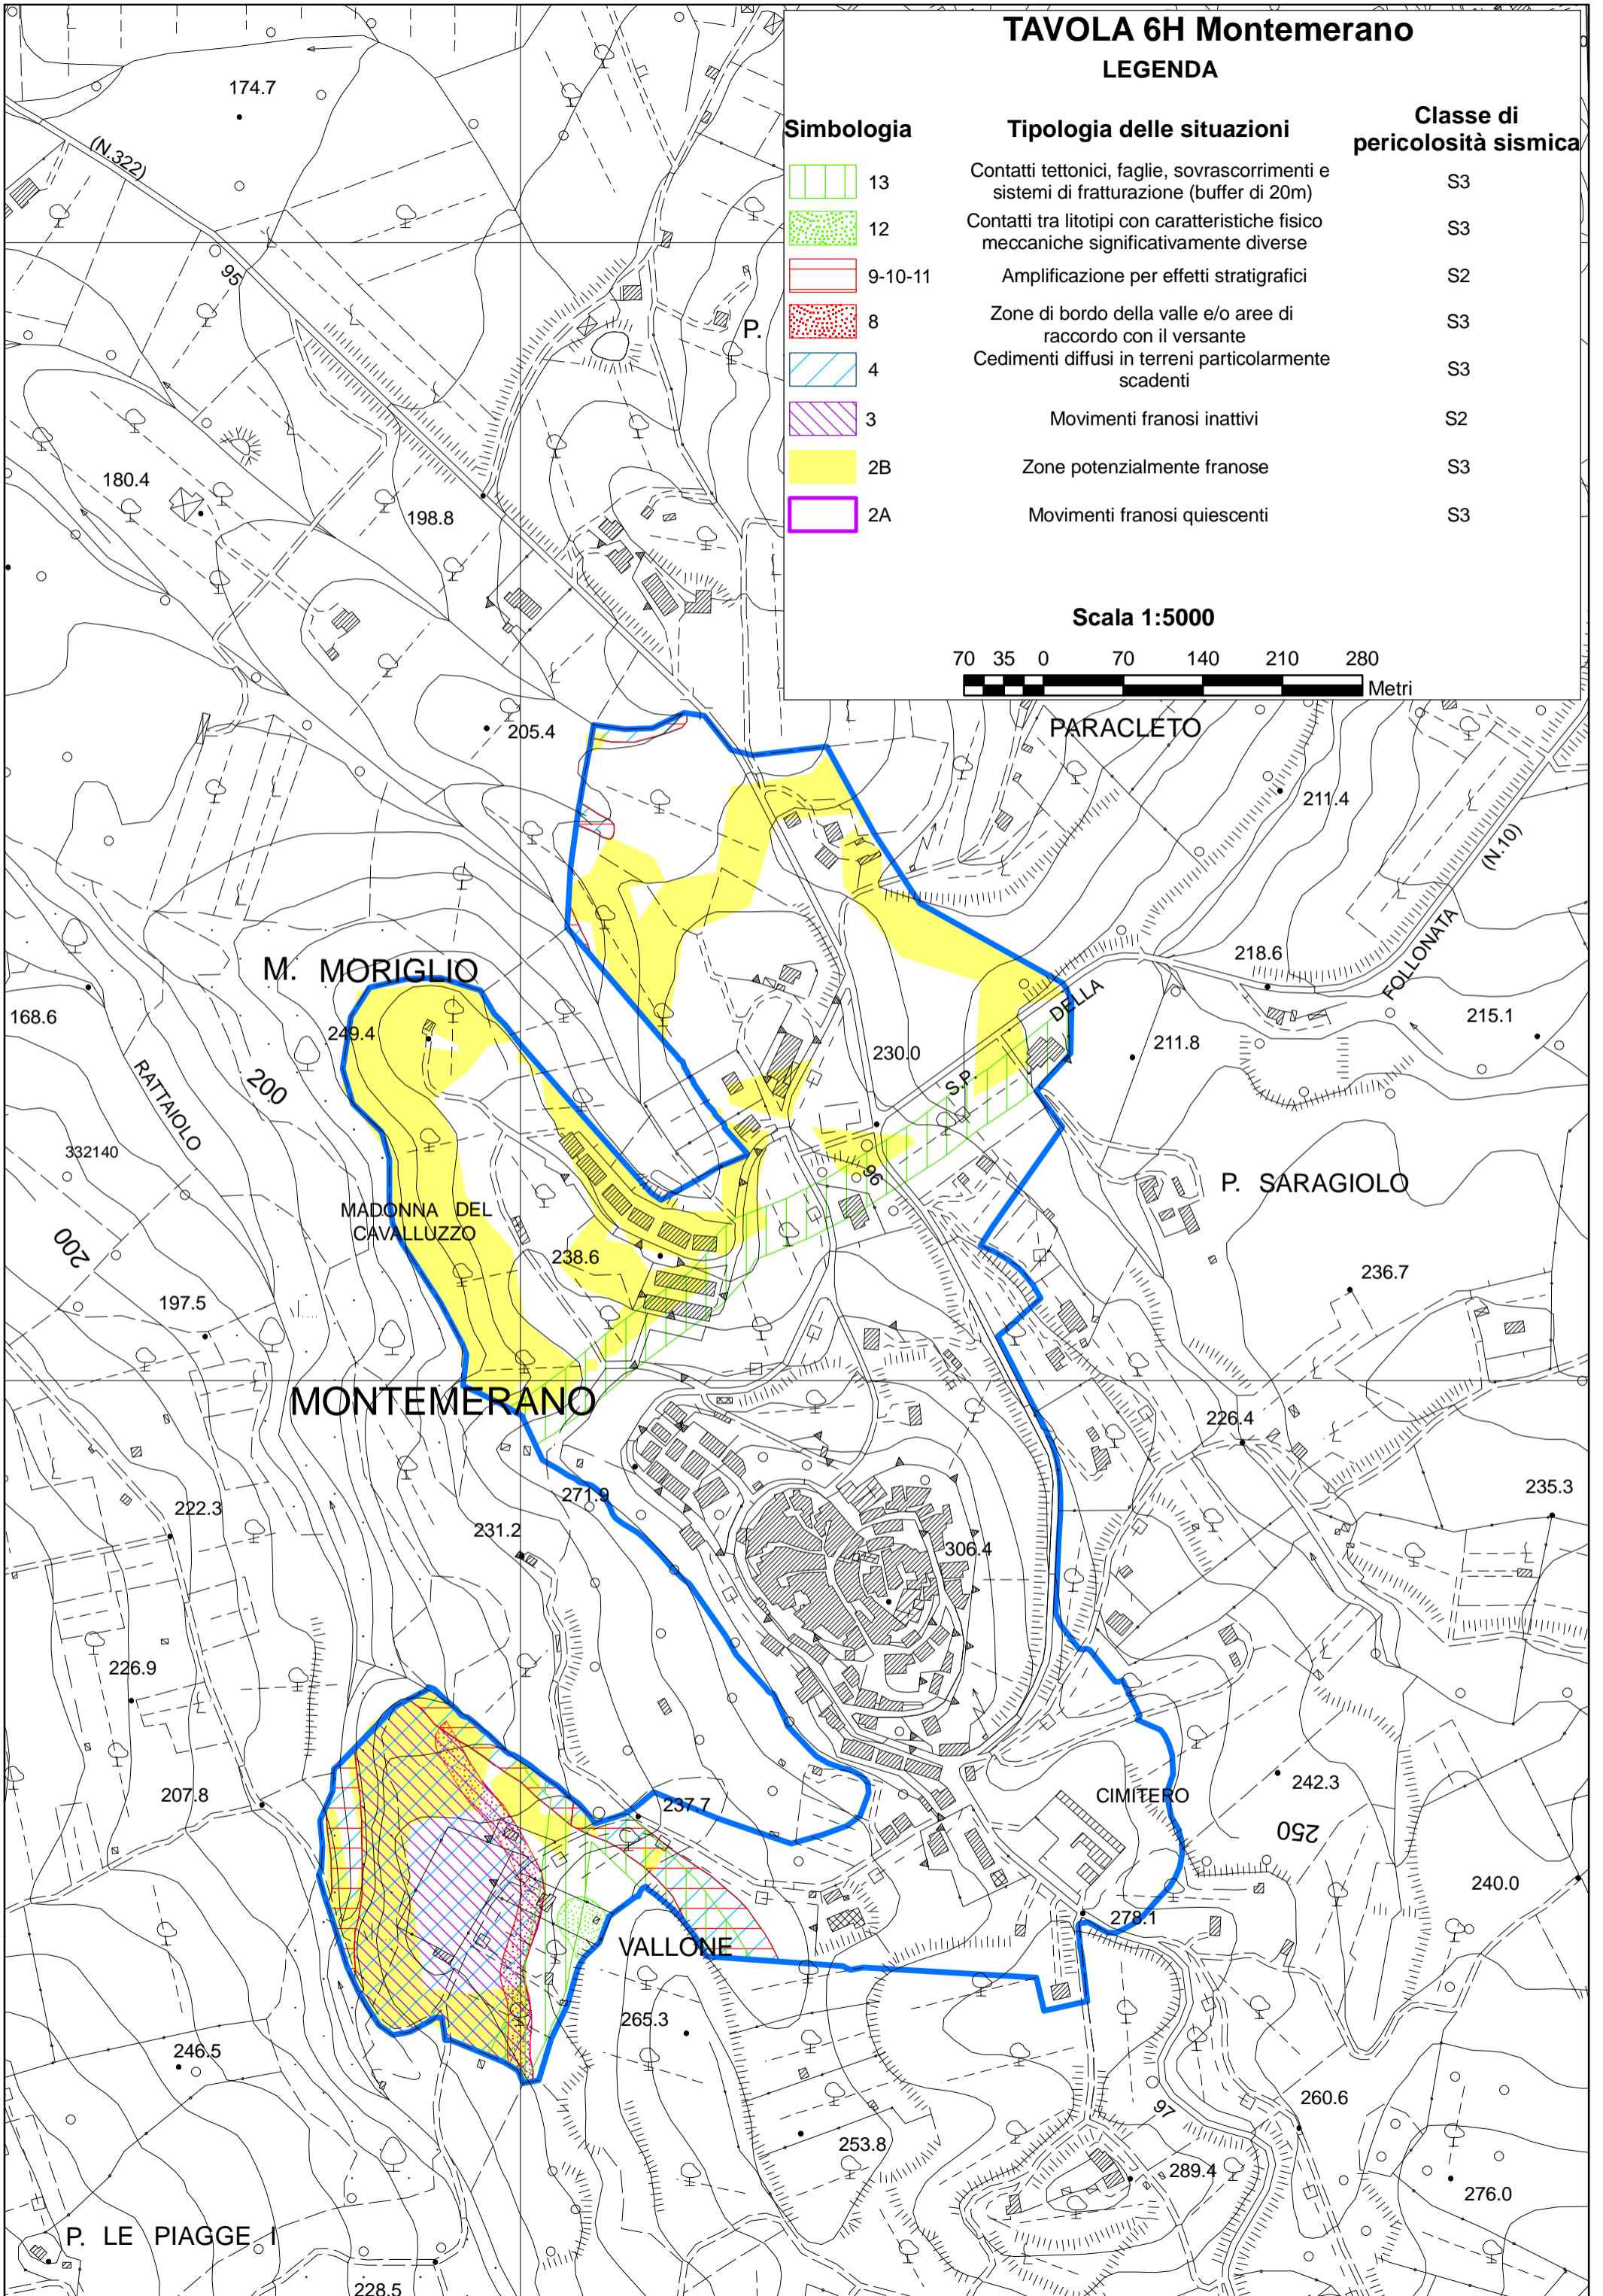 TAVOLA 6H Montemerano
LEGENDA
Simbologia
Tipologia delle situazioni
Classe di
pericolosità sismica
13
Contatti tettonici, faglie, sovrascorrimenti e
sistemi di fratturazione (buffer di 20m)
S3
12
Contatti tra litotipi con caratteristiche fisico
meccaniche significativamente diverse
S3
9-10-11
Amplificazione per effetti stratigrafici
S2
8
Zone di bordo della valle e/o aree di
raccordo con il versante
S3
4
Cedimenti diffusi in terreni particolarmente
scadenti
S3
3
Movimenti franosi inattivi
S2
2B
Zone potenzialmente franose
S3
2A
Movimenti franosi quiescenti
S3
Scala 1:5000
70 35 0 70 140 210 280
Metri
174.7
(N.322)
95
P.
180.4
198.8
205.4
PARACLETO
211.4
(N.10)
FOLLONATA
218.6
M. MORIGLIO
DELLA
168.6
249.4
215.1
230.0
211.8
RATTAIOLO
200
S.P.
332140
96
P. SARAGIOLO
MADONNA DEL
CAVALLUZZO
200
238.6
236.7
197.5
MONTEMERANO
226.4
235.3
271.9
222.3
231.2
306.4
226.9
242.3
207.8
237.7
CIMITERO
250
240.0
278.1
VALLONE
265.3
246.5
260.6
97
253.8
289.4
276.0
P. LE PIAGGE I
228.5